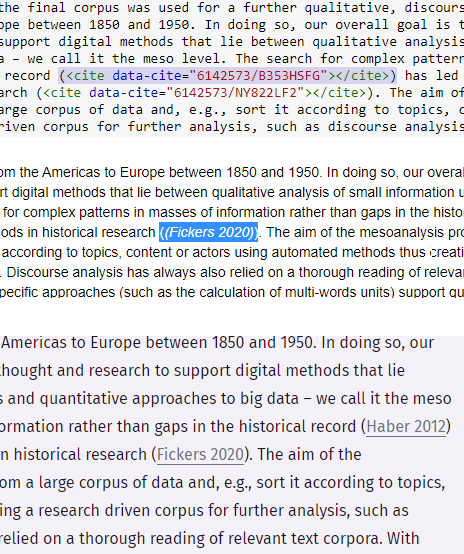 the final corpus was used for a further qualitative, discours
ope between 1850 and 1950. In doing so, our overall goal is t
support digital methods that lie between qualitative analysis
a – we call it the meso level. The search for complex pattern
record (<cite data-cite="6142573/B353HSFG"></cite>) has led
arch (<cite data-cite="6142573/NY822LF2"></cite>). The aim of
arge corpus of data and, e.g., sort it according to topics, c
riven corpus for further analysis, such as discourse analysis
om the Americas to Europe between 1850 and 1950. In doing so, our overal
rt digital methods that lie between qualitative analysis of small information u
for complex patterns in masses of information rather than gaps in the histo
ods in historical research ((Fickers 2020)). The aim of the mesoanalysis pro
according to topics, content or actors using automated methods thus creati
. Discourse analysis has always also relied on a thorough reading of releva
pecific approaches (such as the calculation of multi-words units) support qu
Americas to Europe between 1850 and 1950. In doing so, our
thought and research to support digital methods that lie
s and quantitative approaches to big data – we call it the meso
ormation rather than gaps in the historical record (Haber 2012)
n historical research (Fickers 2020). The aim of the
om a large corpus of data and, e.g., sort it according to topics,
ing a research driven corpus for further analysis, such as
relied on a thorough reading of relevant text corpora. With